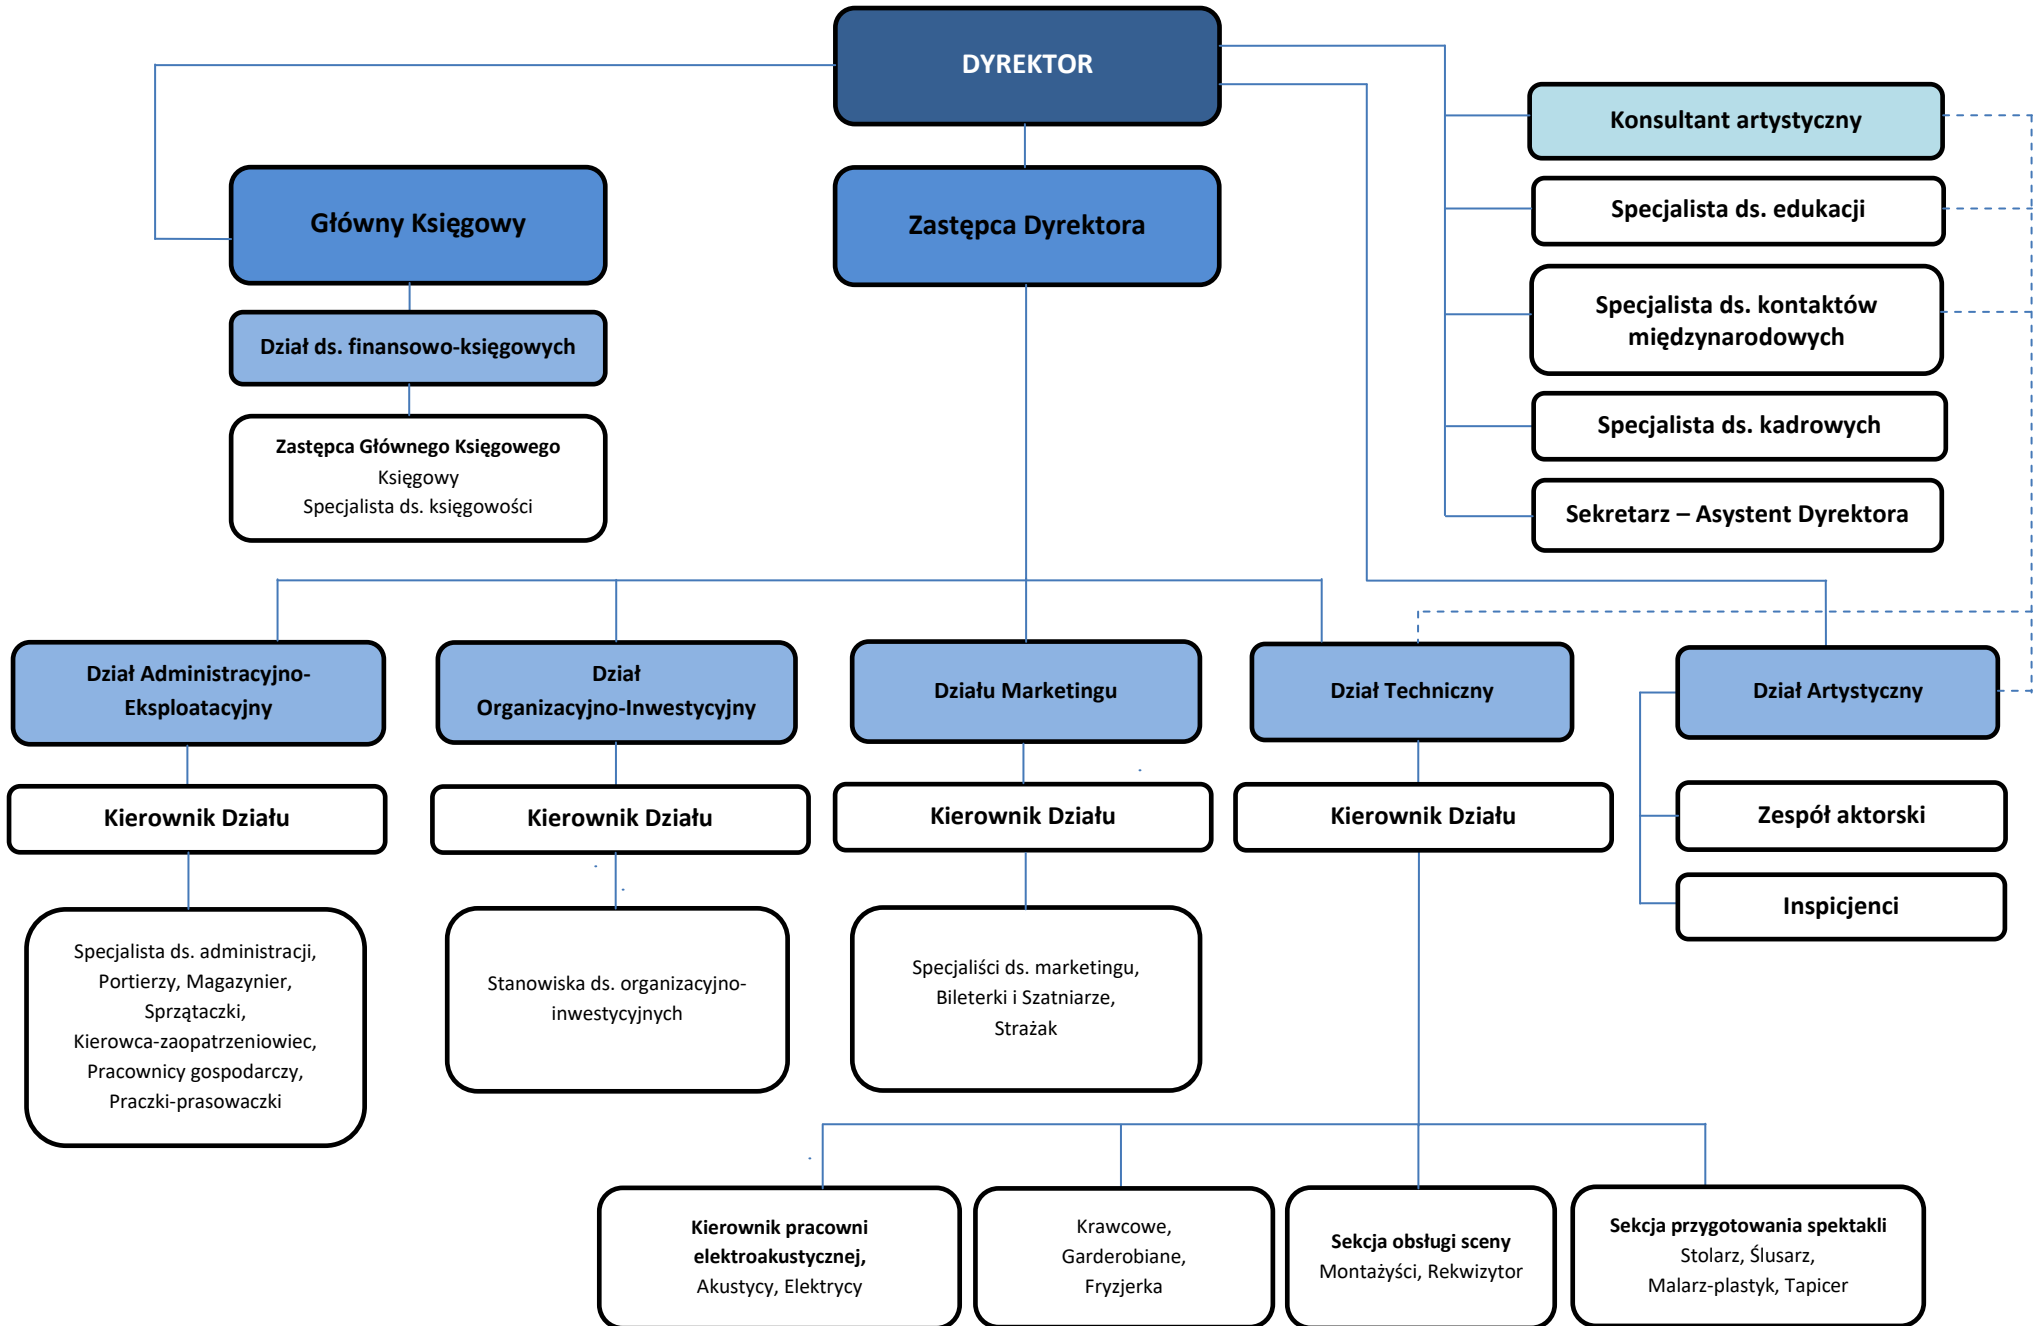 DYREKTOR
Konsultant artystyczny
Główny Księgowy
Zastępca Dyrektora
Specjalista ds. edukacji
Specjalista ds. kontaktów
międzynarodowych
Dział ds. finansowo-księgowych
Specjalista ds. kadrowych
Zastępca Głównego Księgowego
Księgowy
Specjalista ds. księgowości
Sekretarz – Asystent Dyrektora
Dział Administracyjno-
Eksploatacyjny
Dział
Organizacyjno-Inwestycyjny
Działu Marketingu
Dział Techniczny
Dział Artystyczny
Kierownik Działu
Kierownik Działu
Kierownik Działu
Kierownik Działu
Zespół aktorski
Inspicjenci
Specjalista ds. administracji,
Portierzy, Magazynier,
Sprzątaczki,
Kierowca-zaopatrzeniowiec,
Pracownicy gospodarczy,
Praczki-prasowaczki
Stanowiska ds. organizacyjno-
inwestycyjnych
Specjaliści ds. marketingu,
Bileterki i Szatniarze,
Strażak
Kierownik pracowni
elektroakustycznej,
Akustycy, Elektrycy
Krawcowe,
Garderobiane,
Fryzjerka
Sekcja obsługi sceny
Montażyści, Rekwizytor
Sekcja przygotowania spektakli
Stolarz, Ślusarz,
Malarz-plastyk, Tapicer